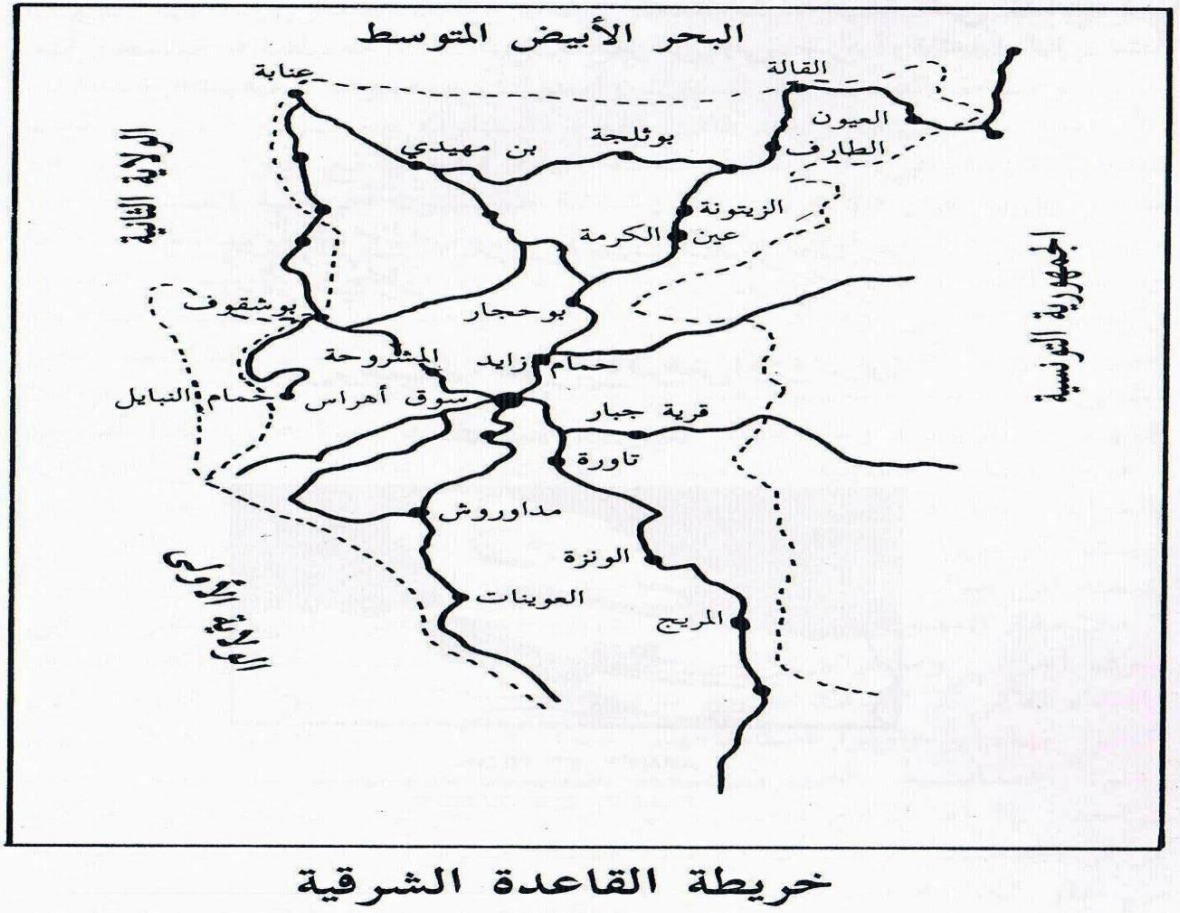 البحر الأبيض المتوسط
عنابة
القالة
العيون
الطارف
بوثلجة
بن مهيدي
الولاية الثانية
الزيتونة
عين الكرمة
الجمهورية التونسية
بوشقوف
بوحجار
المشروحة
حمام زايد
حمام النبايل
سوق أهراس
قرية جبار
تاورة
مداوروش
الونزة
العوينات
المريج
الولاية الأولى
خريطة القاعدة الشرقية